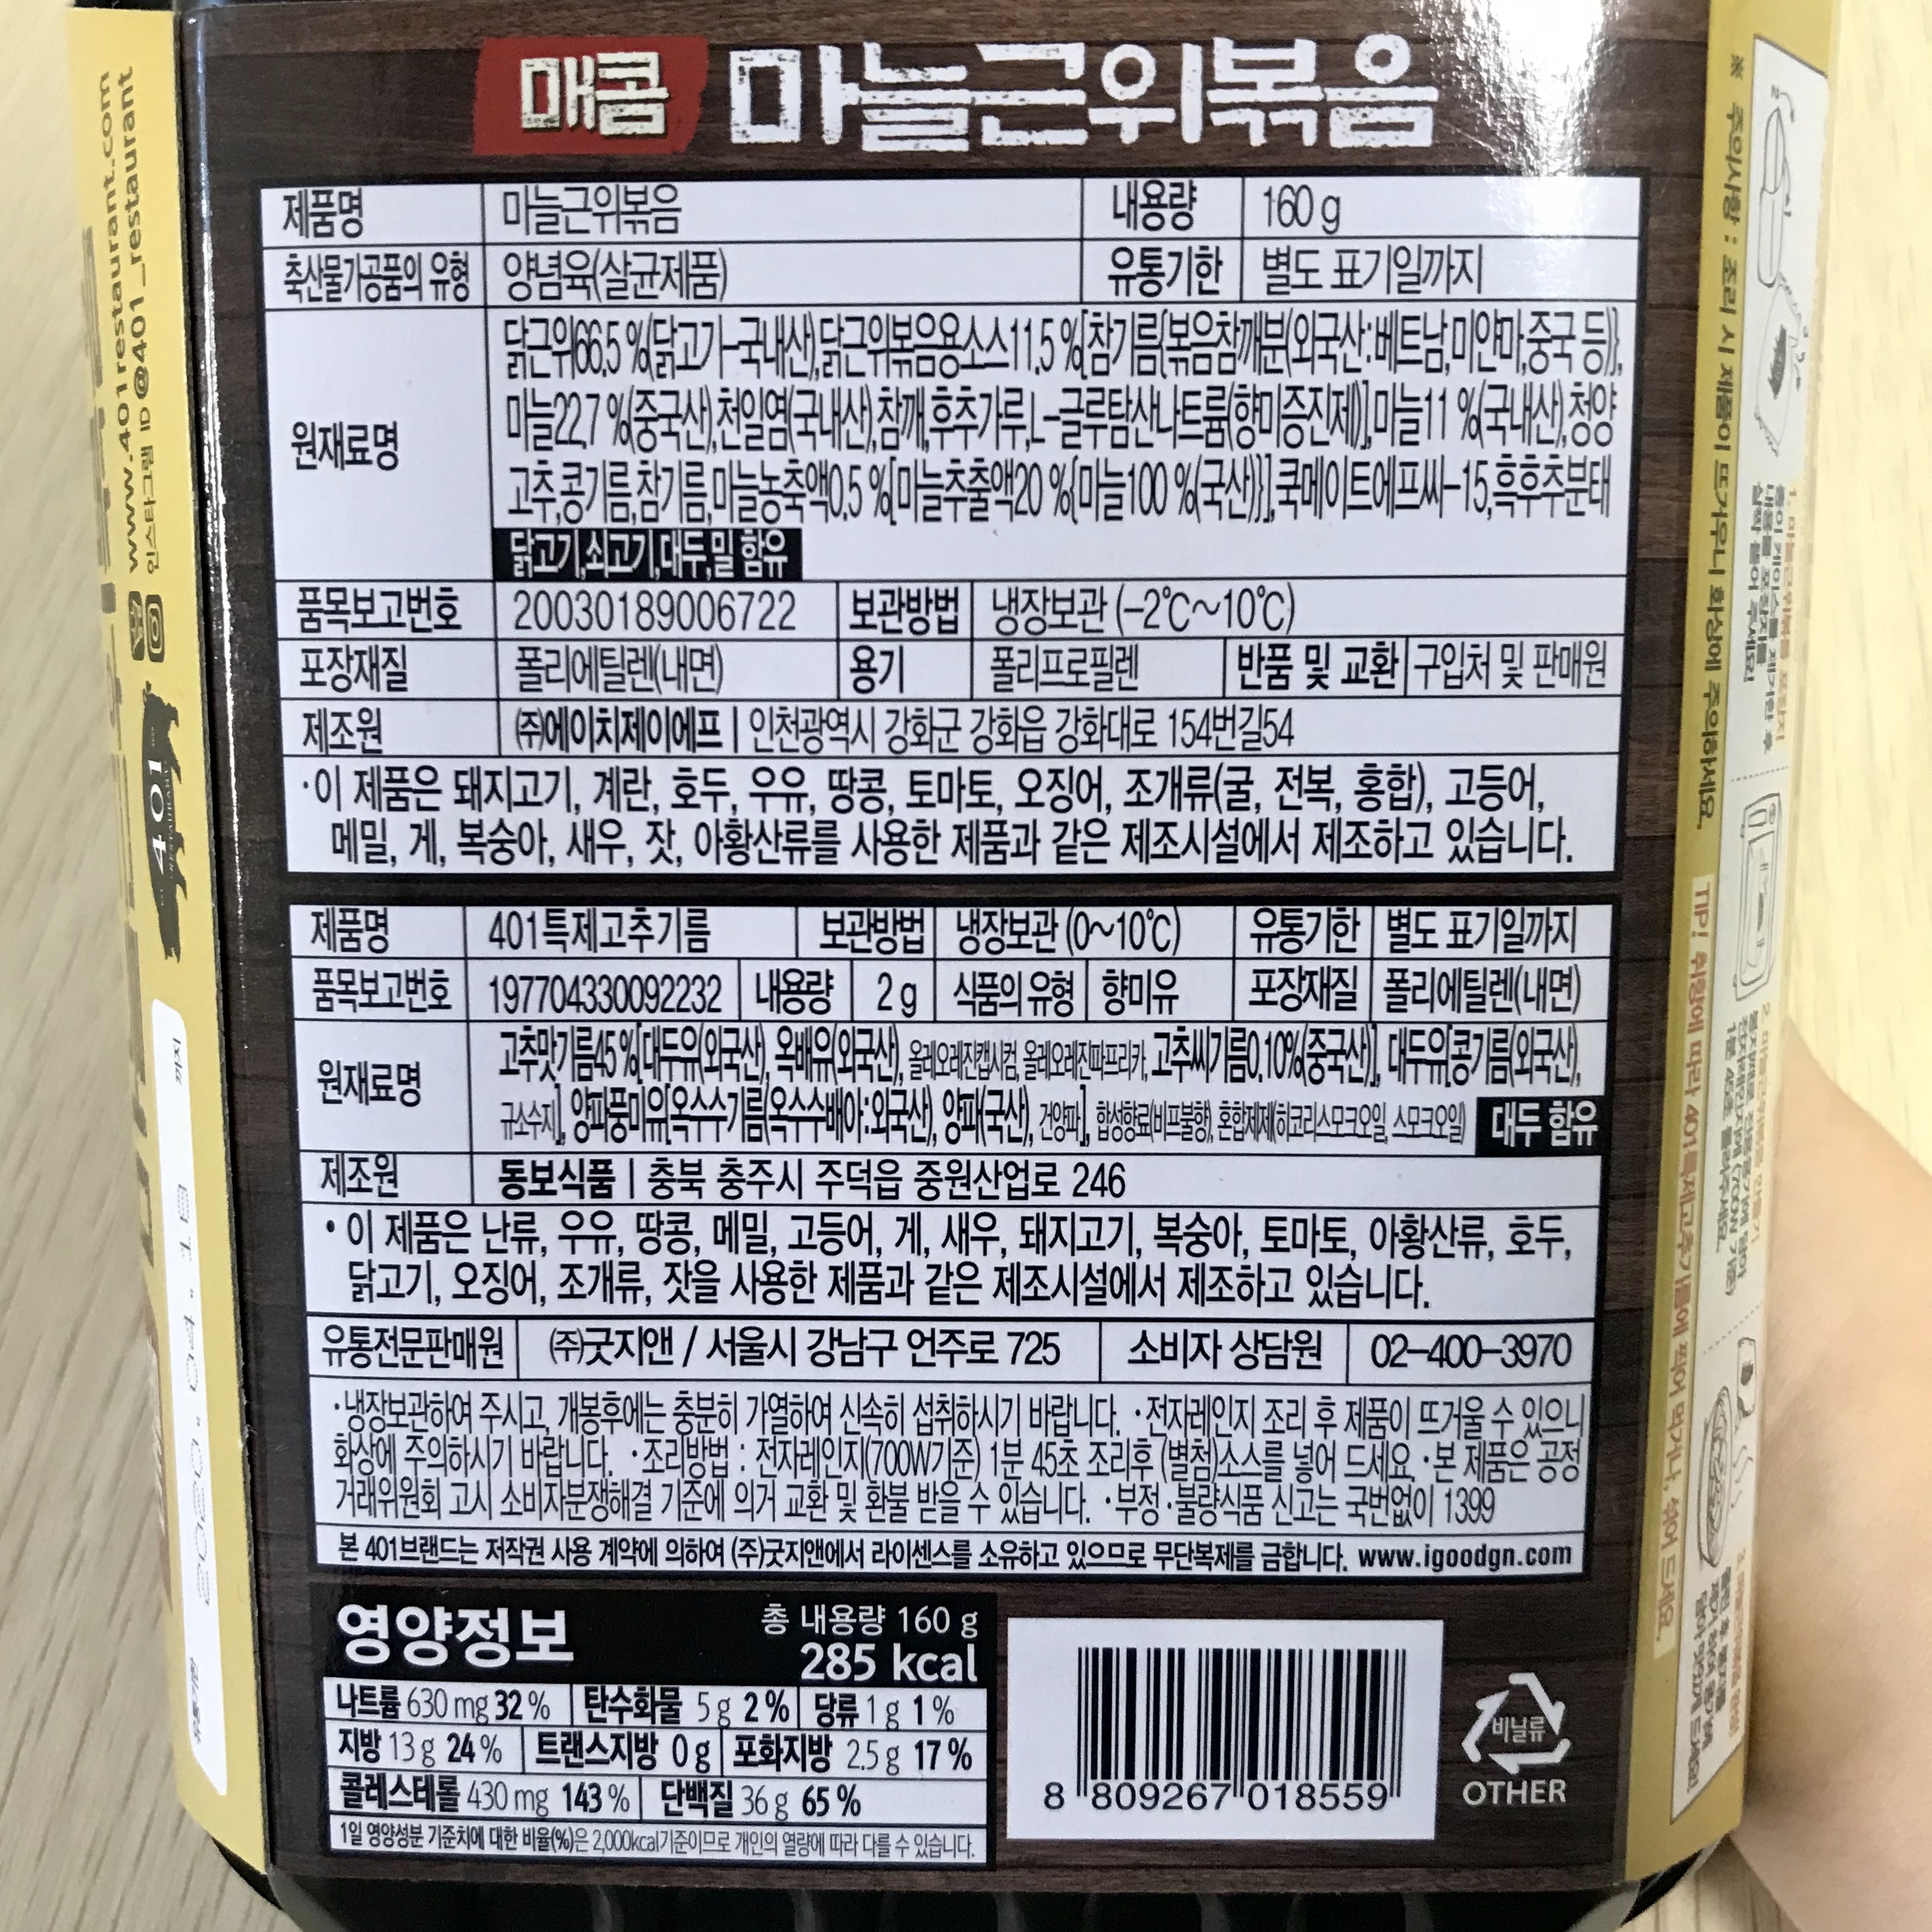 매콤 마늘근위볶음
제품명 마늘근위볶음 내용량 160 g
축산물가공품의 유형 양념육(살균제품) 유통기한 별도 표기일까지
원재료명
닭근위66.5 %(닭고기-국내산),닭근위볶음용소스11.5 %[참기름{볶음참깨분(외국산:베트남,미얀마,중국 등)},
마늘22.7 %(중국산),천일염(국내산),참깨,후추가루,L-글루탐산나트륨(향미증진제)],마늘11 %(국내산),청양
고추,콩기름,참기름,마늘농축액0.5 %[마늘추출액20 %{마늘100 %(국산)}],쿡메이트에프씨-15,흑후추분태
닭고기,쇠고기,대두,밀 함유
품목보고번호 20030189006722 보관방법 냉장보관 (-2℃~10℃)
포장재질 폴리에틸렌(내면) 용기 폴리프로필렌 반품 및 교환 구입처 및 판매원
제조원 ㈜에이치제이에프 | 인천광역시 강화군 강화읍 강화대로 154번길54
·이 제품은 돼지고기, 계란, 호두, 우유, 땅콩, 토마토, 오징어, 조개류(굴, 전복, 홍합), 고등어,
메밀, 게, 복숭아, 새우, 잣, 아황산류를 사용한 제품과 같은 제조시설에서 제조하고 있습니다.
제품명 401특제고추기름 보관방법 냉장보관 (0~10℃) 유통기한 별도 표기일까지
품목보고번호 197704330092232 내용량 2 g 식품의 유형 향미유 포장재질 폴리에틸렌(내면)
원재료명
고추맛기름45 %[대두유(외국산), 옥배유(외국산), 올레오레진캡시컴, 올레오레진파프리카, 고추씨기름0.10%(중국산)], 대두유[콩기름(외국산),
규소수지], 양파풍미유[옥수수기름(옥수수배아:외국산), 양파(국산), 건양파], 합성향료(비프불향), 혼합제제(히코리스모크오일, 스모크오일) 대두 함유
제조원 동보식품 | 충북 충주시 주덕읍 중원산업로 246
• 이 제품은 난류, 우유, 땅콩, 메밀, 고등어, 게, 새우, 돼지고기, 복숭아, 토마토, 아황산류, 호두,
닭고기, 오징어, 조개류, 잣을 사용한 제품과 같은 제조시설에서 제조하고 있습니다.
유통전문판매원 ㈜굿지앤 / 서울시 강남구 언주로 725 소비자 상담원 02-400-3970
·냉장보관하여 주시고, 개봉후에는 충분히 가열하여 신속히 섭취하시기 바랍니다. ·전자레인지 조리 후 제품이 뜨거울 수 있으니
화상에 주의하시기 바랍니다. ·조리방법 : 전자레인지(700W기준) 1분 45초 조리후 (별첨)소스를 넣어 드세요. ·본 제품은 공정
거래위원회 고시 소비자분쟁해결 기준에 의거 교환 및 환불 받을 수 있습니다. ·부정·불량식품 신고는 국번없이 1399
본 401브랜드는 저작권 사용 계약에 의하여 (주)굿지앤에서 라이센스를 소유하고 있으므로 무단복제를 금합니다. www.igoodgn.com
영양정보 총 내용량 160 g
285 kcal
나트륨 630 mg 32 % 탄수화물 5 g 2 % 당류 1 g 1 %
지방 13 g 24 % 트랜스지방 0 g 포화지방 2.5 g 17 %
콜레스테롤 430 mg 143 % 단백질 36 g 65 %
1일 영양성분 기준치에 대한 비율(%)은 2,000kcal기준이므로 개인의 열량에 따라 다를 수 있습니다.
8 809267 018559
비닐류
OTHER
www.401restaurant.com
인스타그램 ID @401_restaurant
401
까지
※ 주의사항 : 조리 시 제품이 뜨거우니 화상에 주의하세요.
TIP! 취향에 따라 401특제고추기름에 찍어 먹거나, 섞어 드세요.